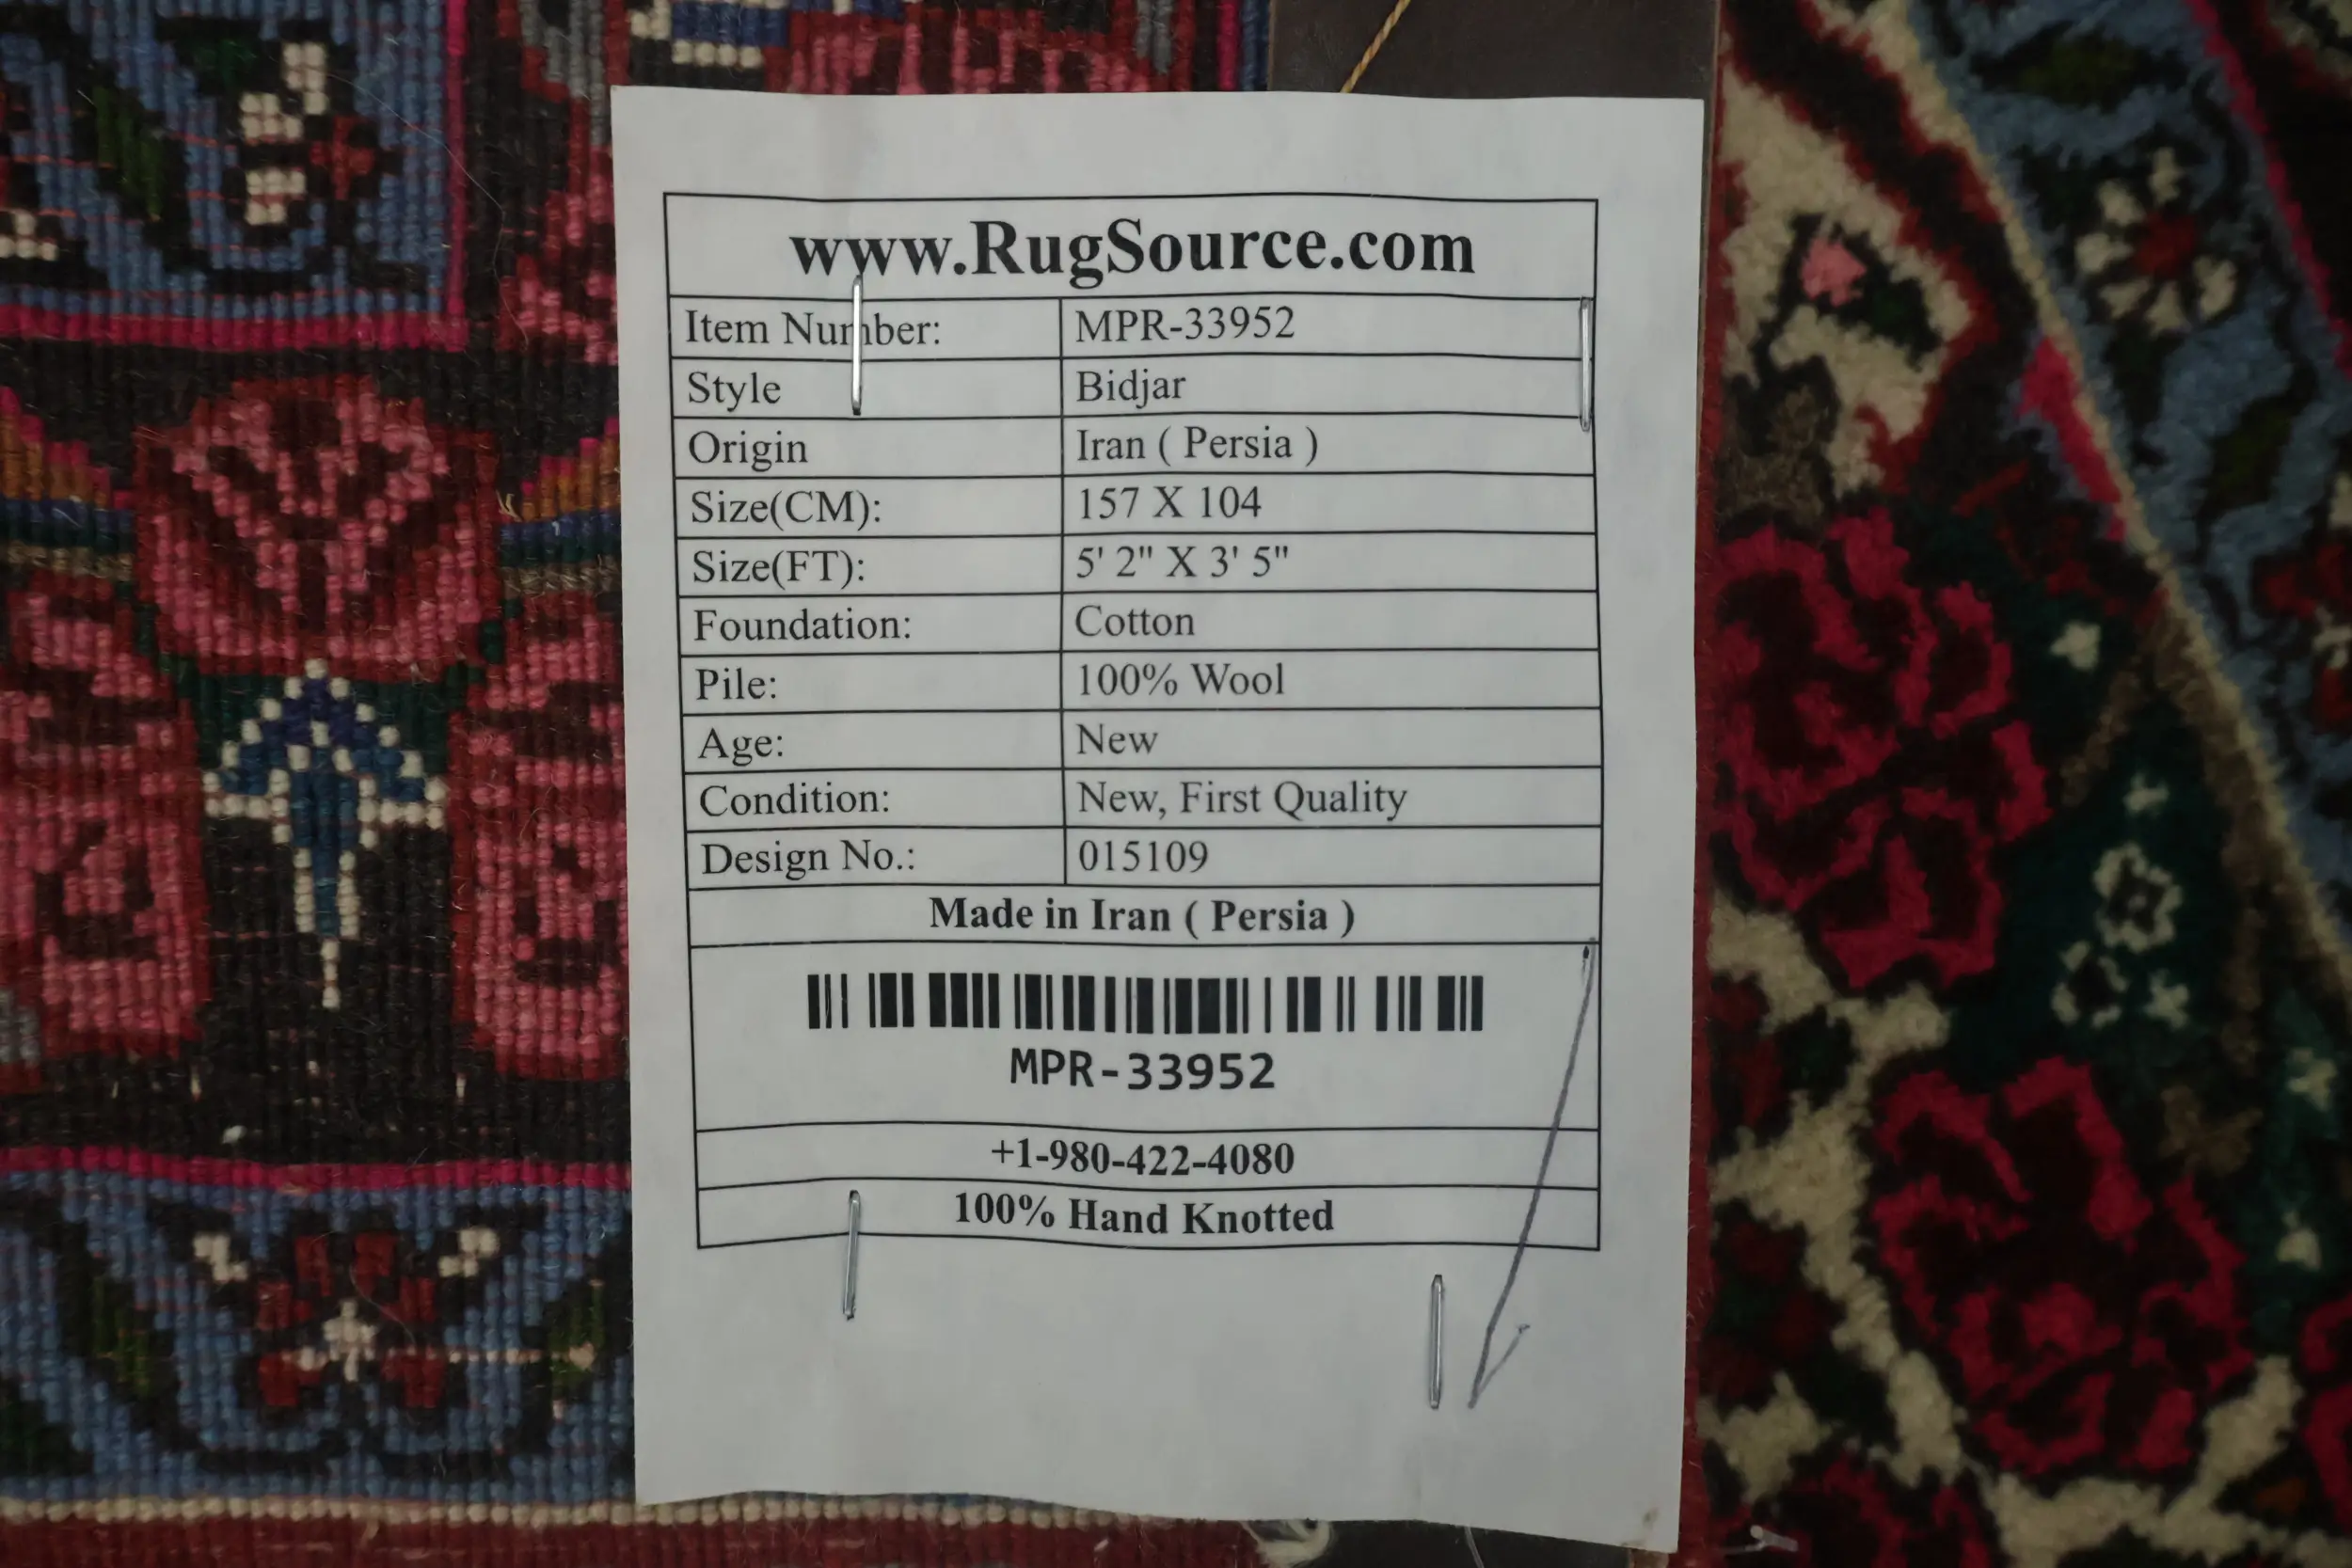 www.RugSource.com
Item Number: MPR-33952
Style Bidjar
Origin Iran ( Persia )
Size(CM): 157 X 104
Size(FT): 5' 2" X 3' 5"
Foundation: Cotton
Pile: 100% Wool
Age: New
Condition: New, First Quality
Design No.: 015109
Made in Iran ( Persia )
MPR-33952
+1-980-422-4080
100% Hand Knotted